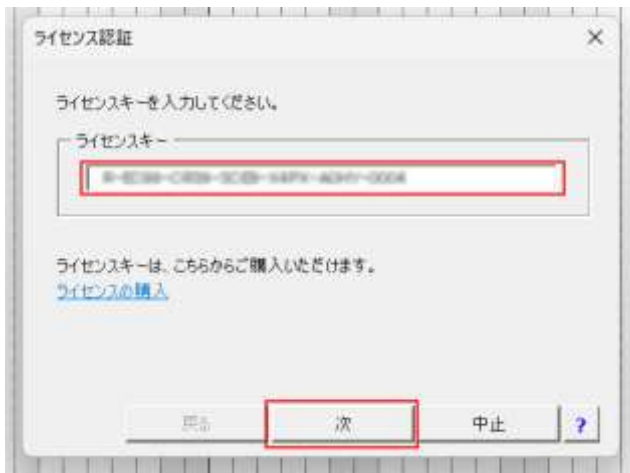 ライセンス認証
ライセンスキーを入力してください。
ライセンスキー
ライセンスキーは、こちらからご購入いただけます。
ライセンスの購入
戻る
次
中止
?